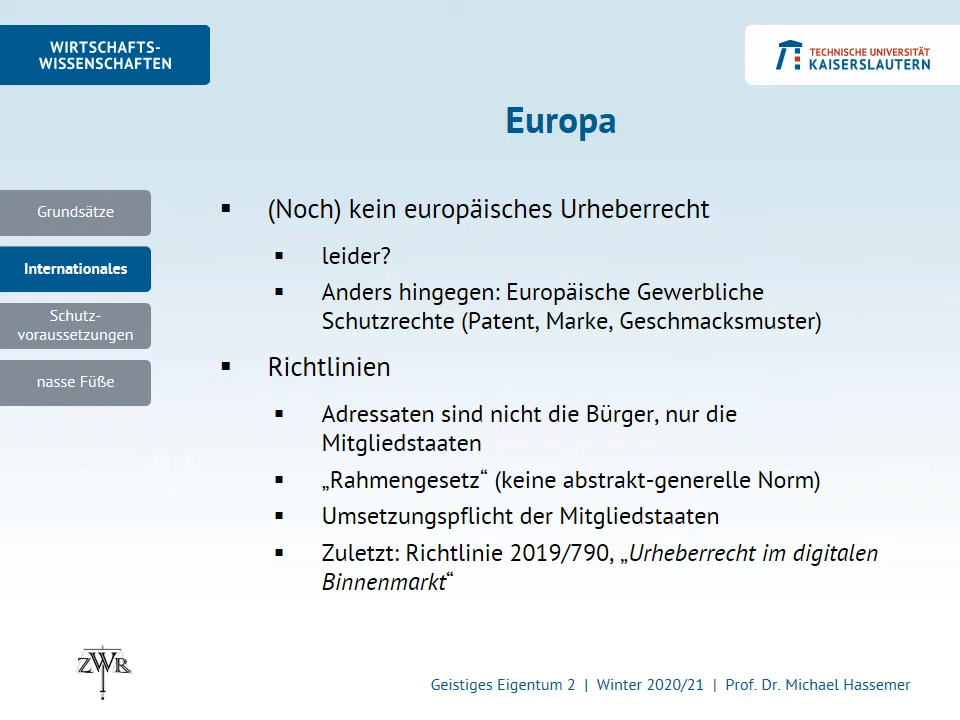 WIRTSCHAFTS-
WISSENSCHAFTEN
TECHNISCHE UNIVERSITÄT
KAISERSLAUTERN
Europa
Grundsätze
Internationales
Schutz-
voraussetzungen
nasse Füße
▪ (Noch) kein europäisches Urheberrecht
▪ leider?
▪ Anders hingegen: Europäische Gewerbliche
Schutzrechte (Patent, Marke, Geschmacksmuster)
▪ Richtlinien
▪ Adressaten sind nicht die Bürger, nur die
Mitgliedstaaten
▪ „Rahmengesetz“ (keine abstrakt-generelle Norm)
▪ Umsetzungspflicht der Mitgliedstaaten
▪ Zuletzt: Richtlinie 2019/790, „Urheberrecht im digitalen
Binnenmarkt“
ZWR
Geistiges Eigentum 2 | Winter 2020/21 | Prof. Dr. Michael Hassemer